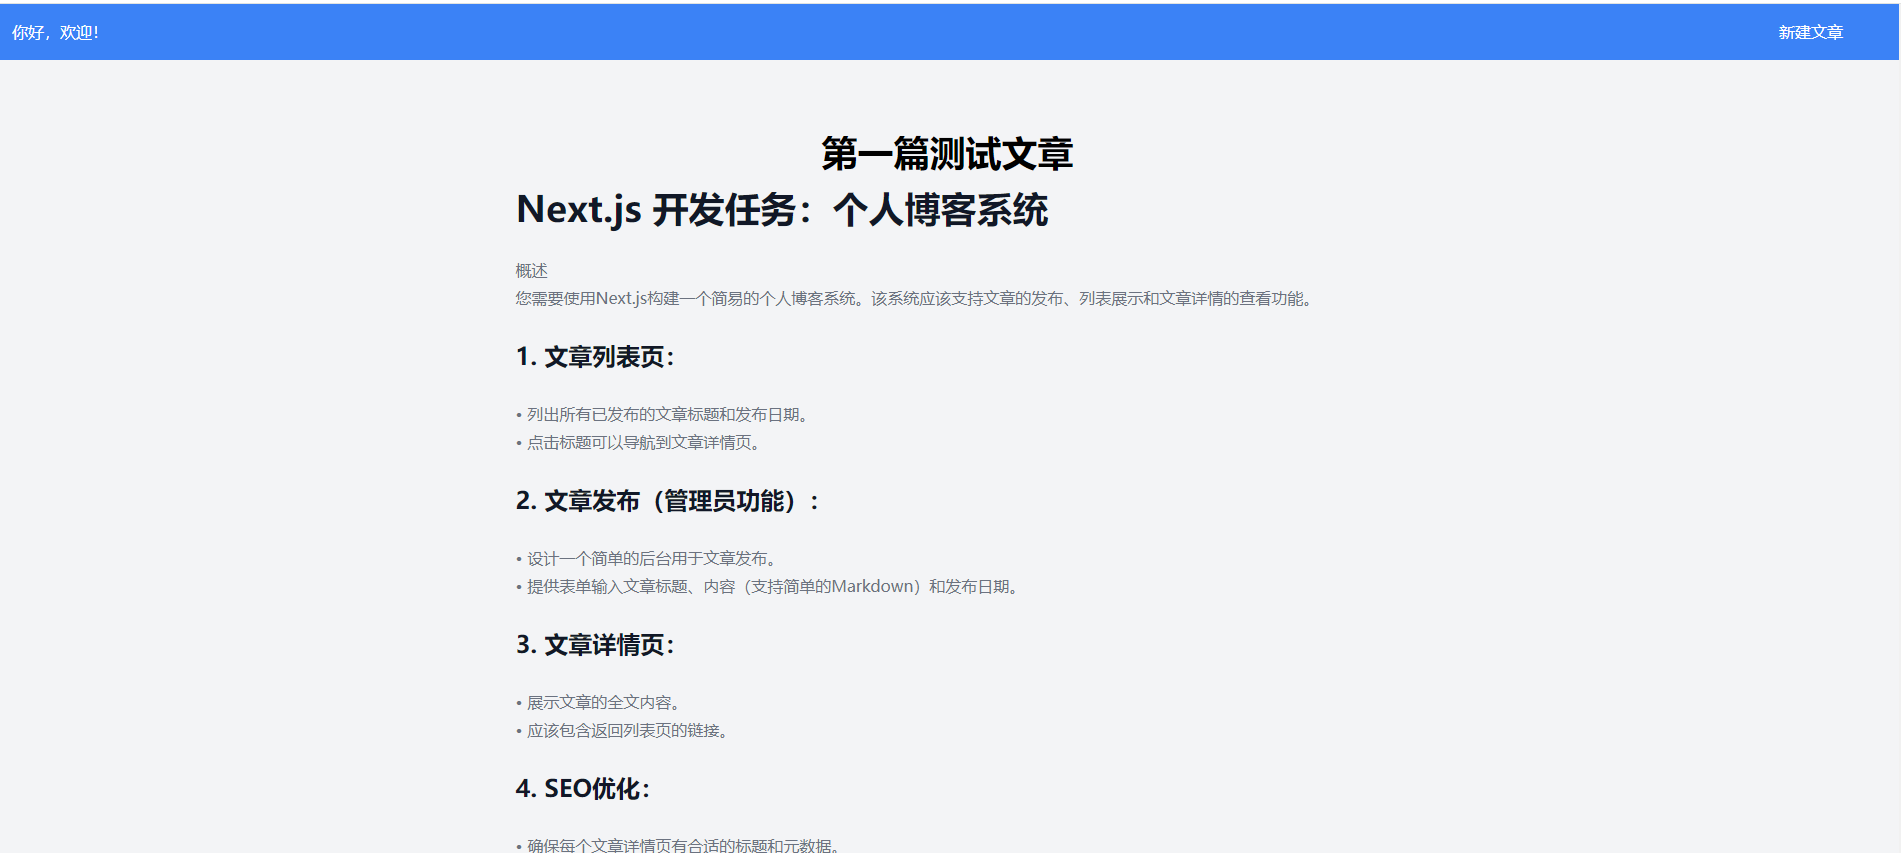 你好，欢迎！
新建文章
第一篇测试文章
Next.js 开发任务：个人博客系统
概述
您需要使用Next.js构建一个简易的个人博客系统。该系统应该支持文章的发布、列表展示和文章详情的查看功能。
1. 文章列表页：
• 列出所有已发布的文章标题和发布日期。
• 点击标题可以导航到文章详情页。
2. 文章发布（管理员功能）：
• 设计一个简单的后台用于文章发布。
• 提供表单输入文章标题、内容（支持简单的Markdown）和发布日期。
3. 文章详情页：
• 展示文章的全文内容。
• 应该包含返回列表页的链接。
4. SEO优化：
• 确保每个文章详情页有合适的标题和元数据。